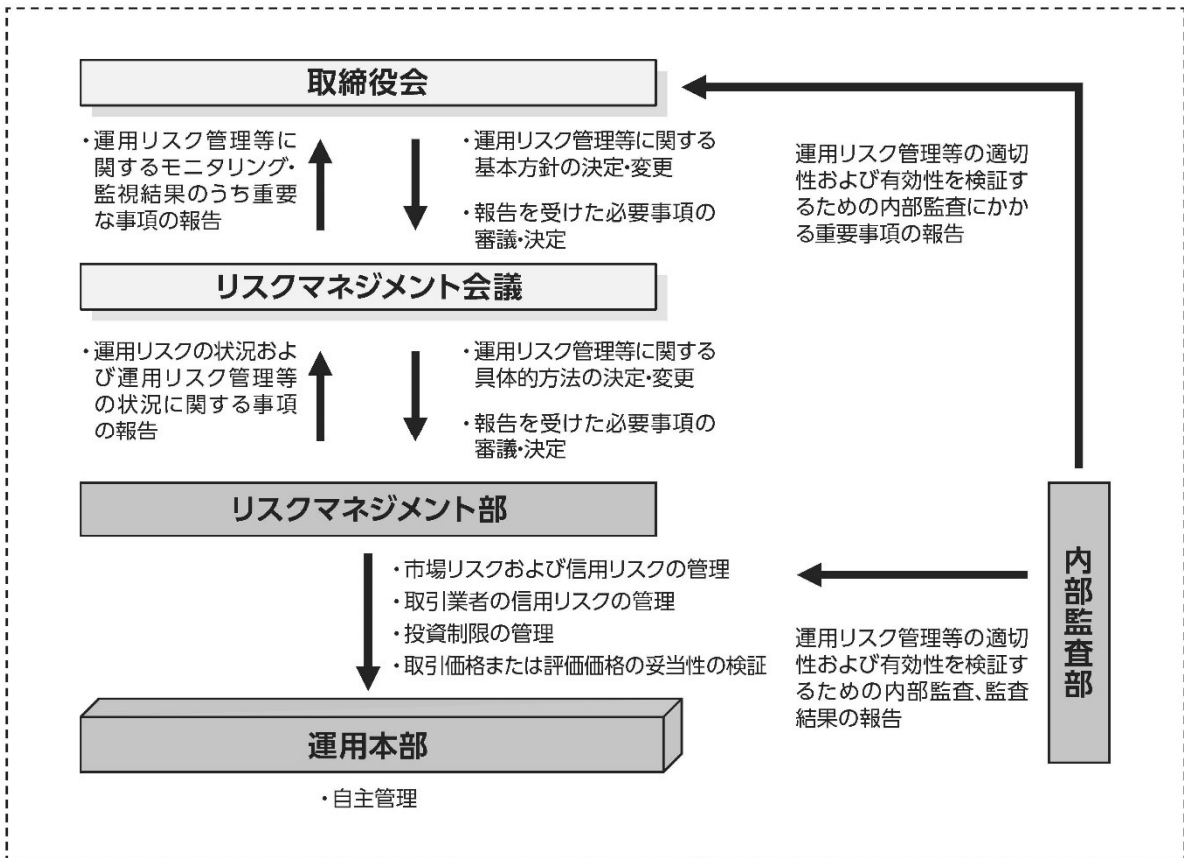 取締役会
・運用リスク管理等に
関するモニタリング・
監視結果のうち重要
な事項の報告
・運用リスク管理等に関する
基本方針の決定・変更
・報告を受けた必要事項の
審議・決定
運用リスク管理等の適切
性および有効性を検証す
るための内部監査にかか
る重要事項の報告
リスクマネジメント会議
・運用リスクの状況およ
び運用リスク管理等
の状況に関する事項
の報告
・運用リスク管理等に関する
具体的方法の決定・変更
・報告を受けた必要事項の
審議・決定
リスクマネジメント部
・市場リスクおよび信用リスクの管理
・取引業者の信用リスクの管理
・投資制限の管理
・取引価格または評価価格の妥当性の検証
運用リスク管理等の適切
性および有効性を検証す
るための内部監査、監査
結果の報告
内部監査部
運用本部
・自主管理